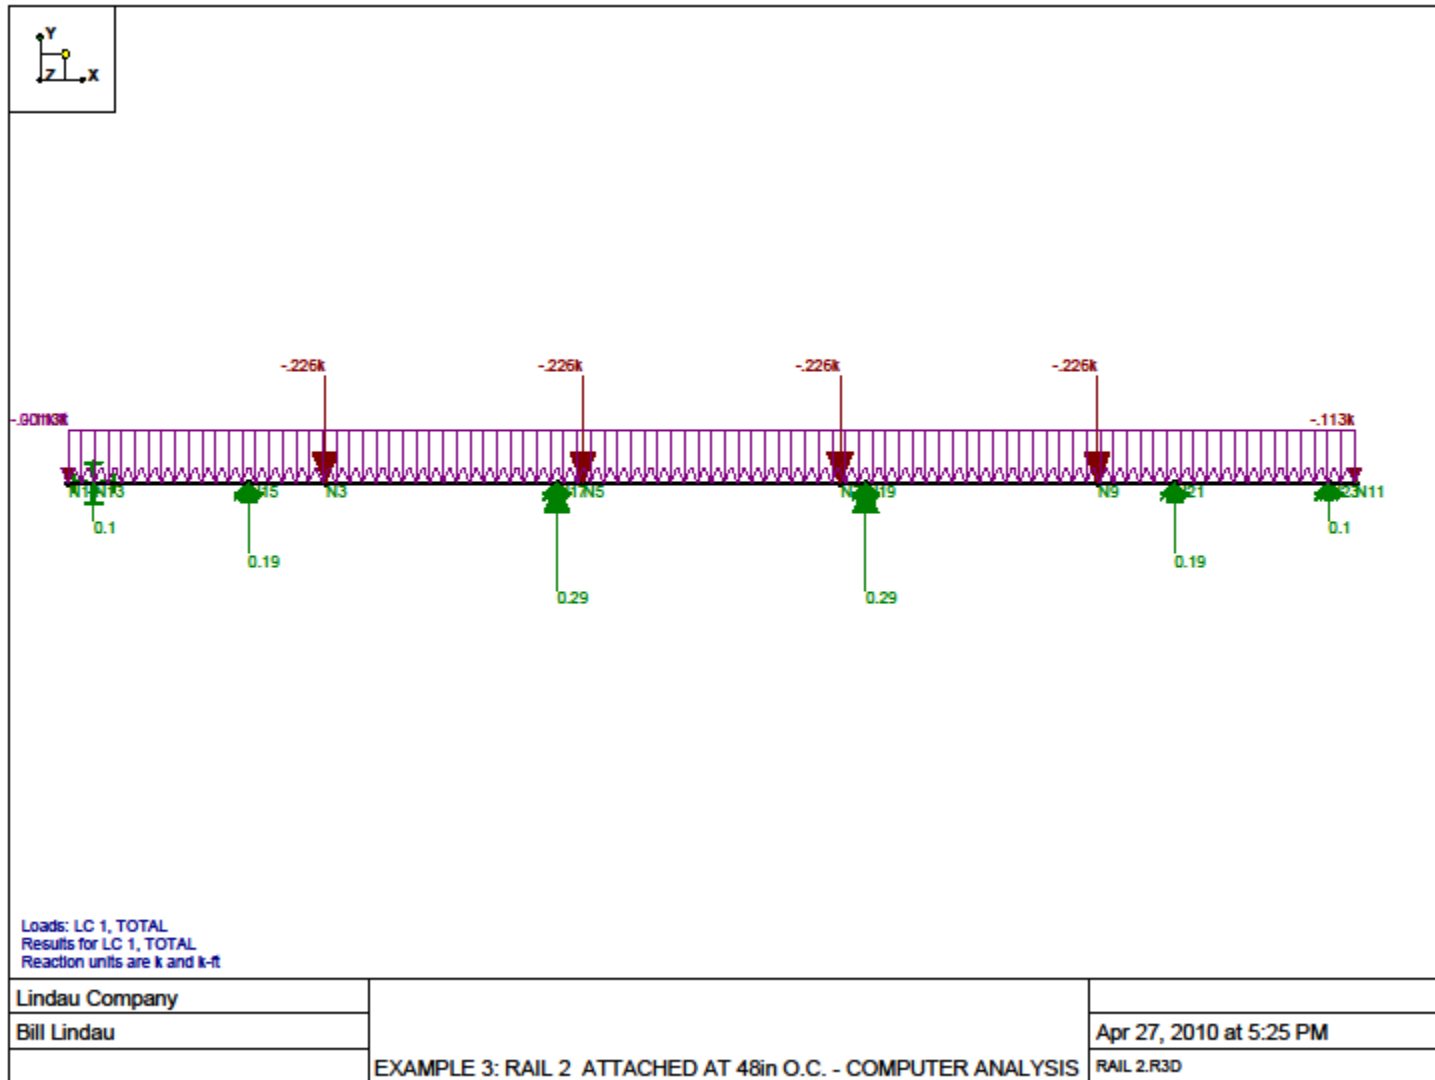 Y
Z X
-.226k -.226k -.226k -.226k
-.113k
N3 N5 N9 N11
0.1 0.1
0.19 0.19
0.29 0.29
Loads: LC 1, TOTAL
Results for LC 1, TOTAL
Reaction units are k and k-ft
Lindau Company
Bill Lindau
Apr 27, 2010 at 5:25 PM
EXAMPLE 3: RAIL 2 ATTACHED AT 48in O.C. - COMPUTER ANALYSIS
RAIL 2.R3D